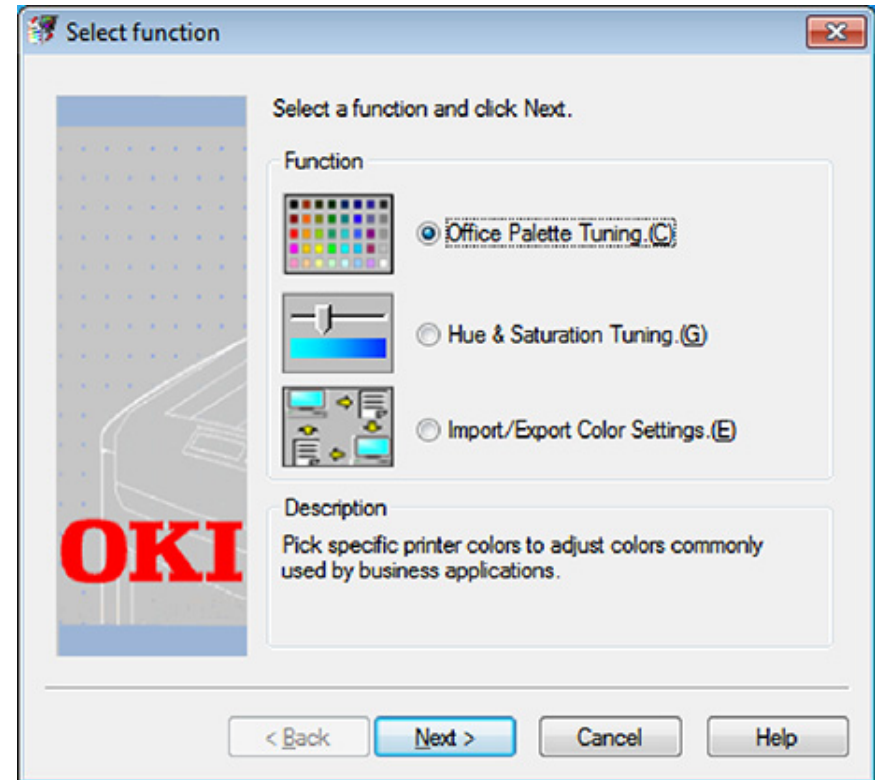 Select function
Select a function and click Next.
Function
Office Palette Tuning.(C)
Hue & Saturation Tuning.(G)
Import/Export Color Settings.(E)
Description
Pick specific printer colors to adjust colors commonly
used by business applications.
OKI
< Back
Next >
Cancel
Help